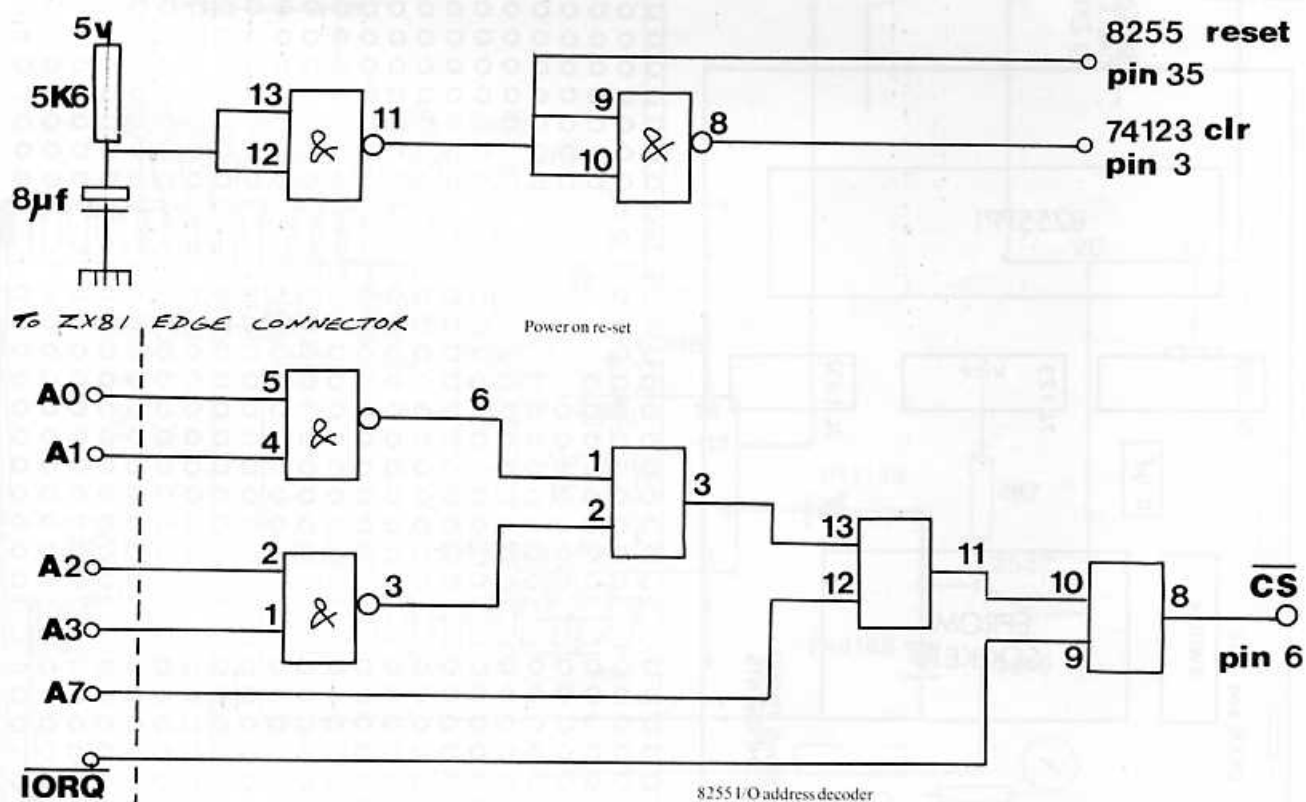 5v
8255 reset
pin 35
5K6
13
12
&
11
9
10
&
8
74123 clr
pin 3
8µf
To ZX81 EDGE CONNECTOR
Power on re-set
A0
5
A1
4
&
6
1
2
3
A2
2
A3
1
&
3
13
12
11
10
9
8
CS
pin 6
A7
IORQ
8255 I/O address decoder